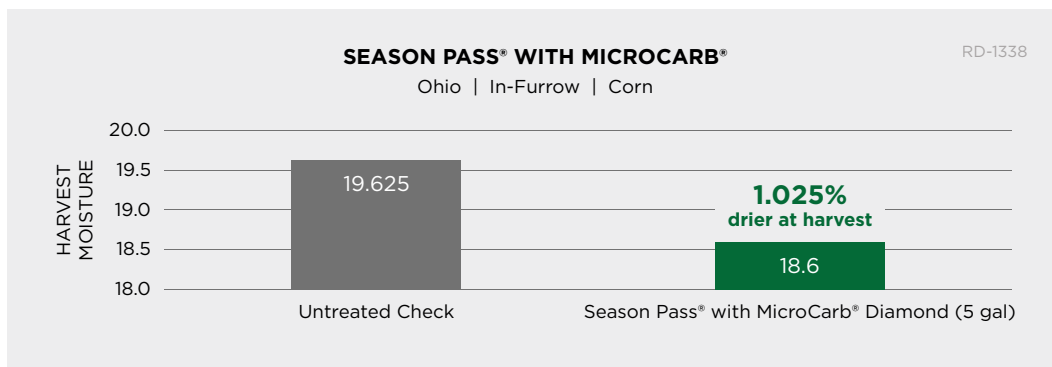 SEASON PASS® WITH MICROCARB®
RD-1338
Ohio | In-Furrow | Corn
HARVEST
MOISTURE
20.0
19.5
19.0
18.5
18.0
19.625
1.025%
drier at harvest
18.6
Untreated Check
Season Pass® with MicroCarb® Diamond (5 gal)